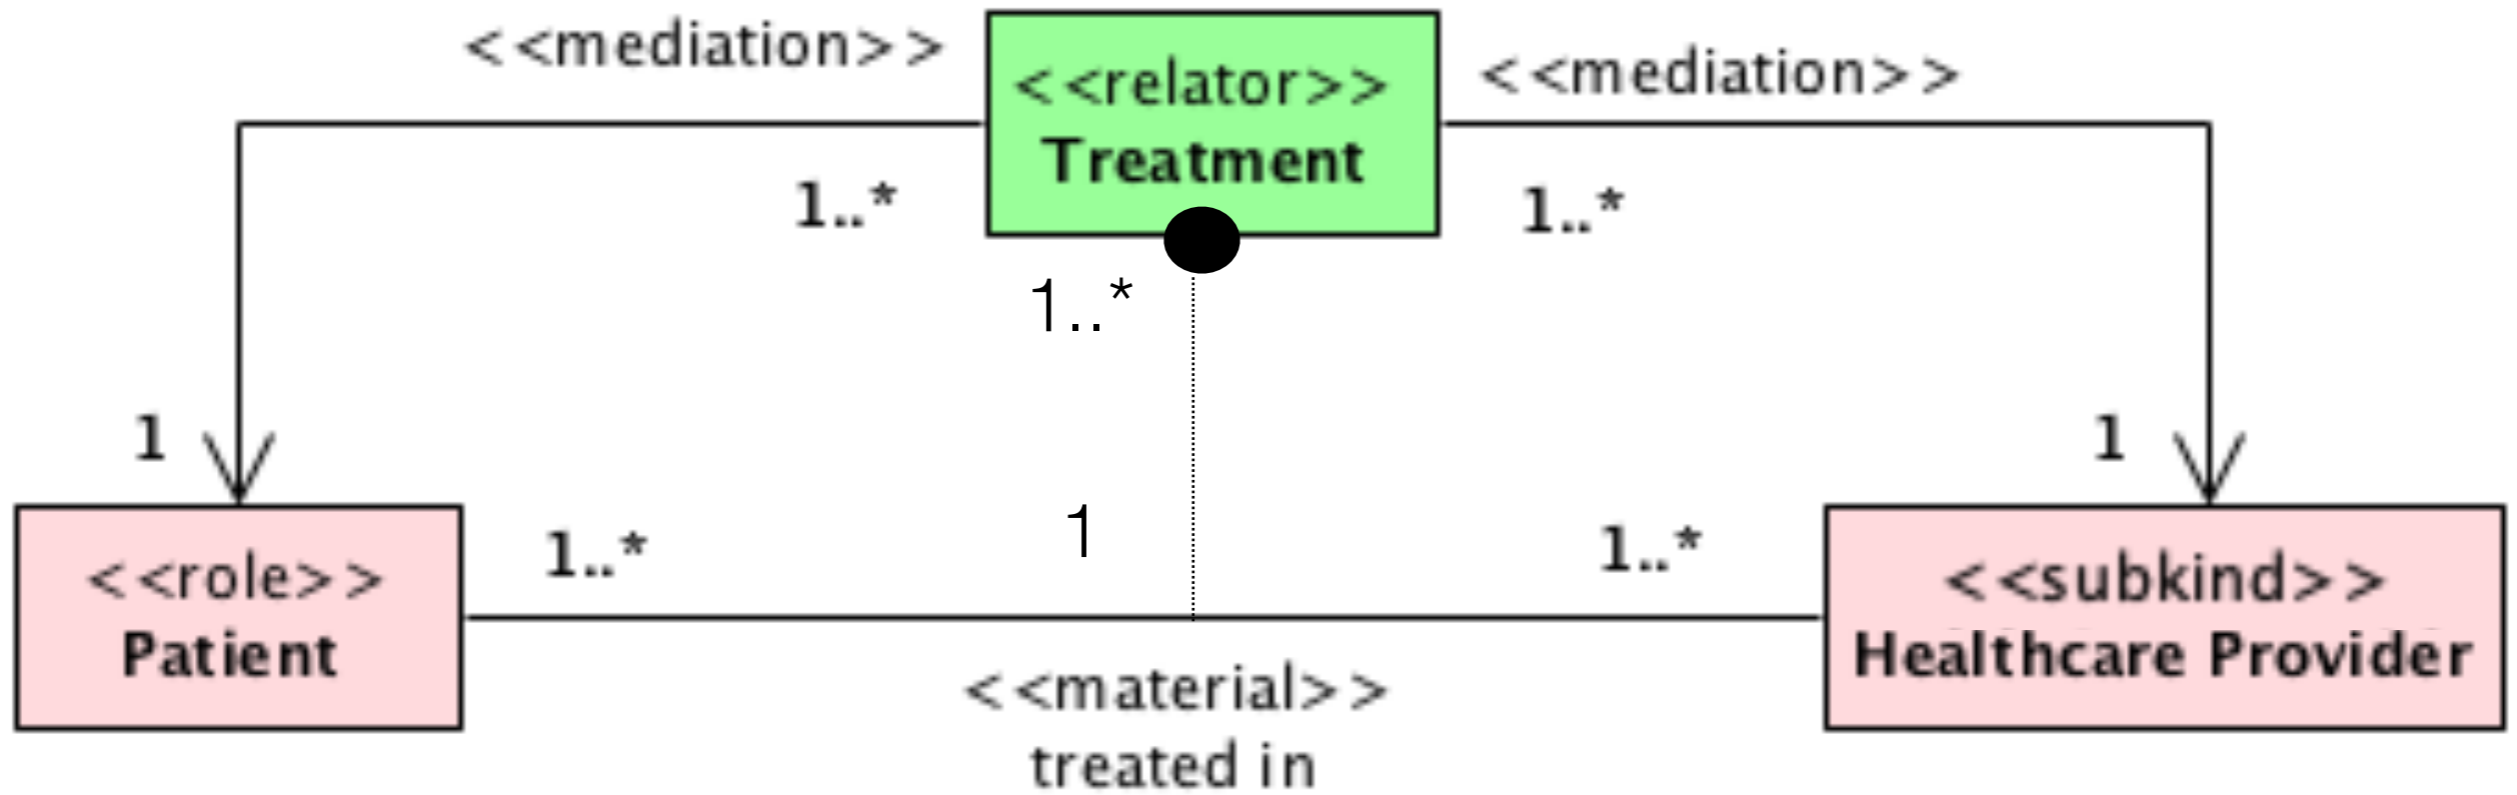 <<mediation>>
<<relator>>
Treatment
<<mediation>>
1..*
1..*
1..*
1
1
1..*
1
1..*
<<role>>
Patient
<<subkind>>
Healthcare Provider
<<material>>
treated in